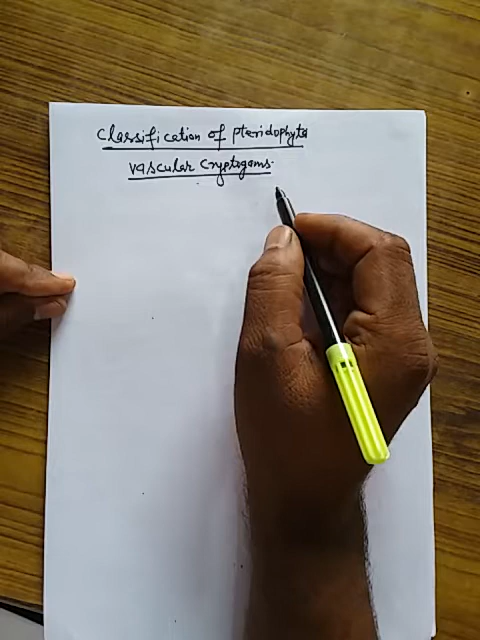 classification of pteridophyta
vascular cryptogams.